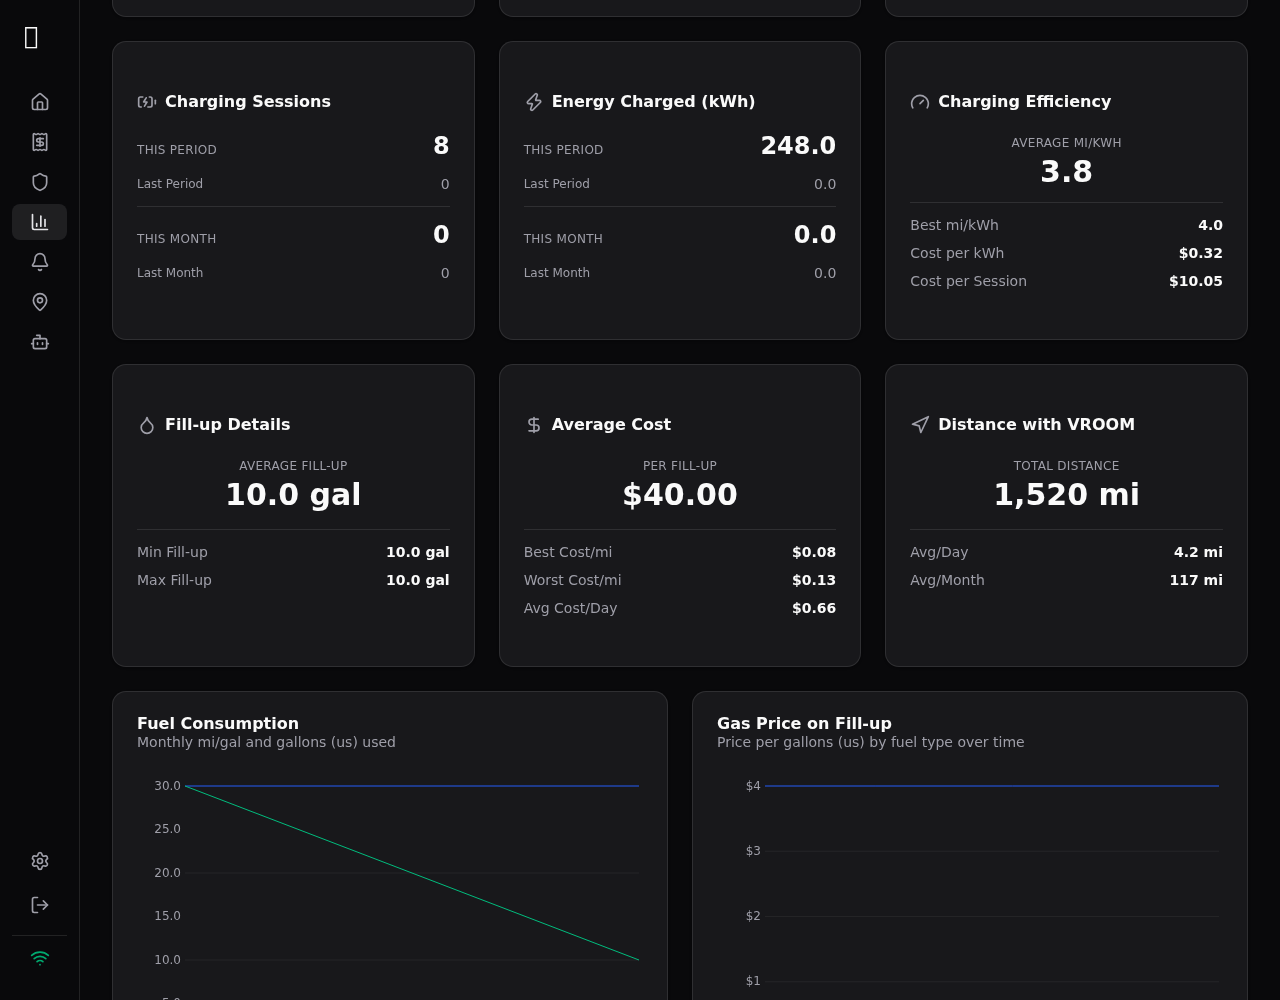 Charging Sessions
THIS PERIOD 8
Last Period 0
THIS MONTH 0
Last Month 0
Energy Charged (kWh)
THIS PERIOD 248.0
Last Period 0.0
THIS MONTH 0.0
Last Month 0.0
Charging Efficiency
AVERAGE MI/KWH
3.8
Best mi/kWh 4.0
Cost per kWh $0.32
Cost per Session $10.05
Fill-up Details
AVERAGE FILL-UP
10.0 gal
Min Fill-up 10.0 gal
Max Fill-up 10.0 gal
Average Cost
PER FILL-UP
$40.00
Best Cost/mi $0.08
Worst Cost/mi $0.13
Avg Cost/Day $0.66
Distance with VROOM
TOTAL DISTANCE
1,520 mi
Avg/Day 4.2 mi
Avg/Month 117 mi
Fuel Consumption
Monthly mi/gal and gallons (us) used
30.0
25.0
20.0
15.0
10.0
5.0
Gas Price on Fill-up
Price per gallons (us) by fuel type over time
$4
$3
$2
$1